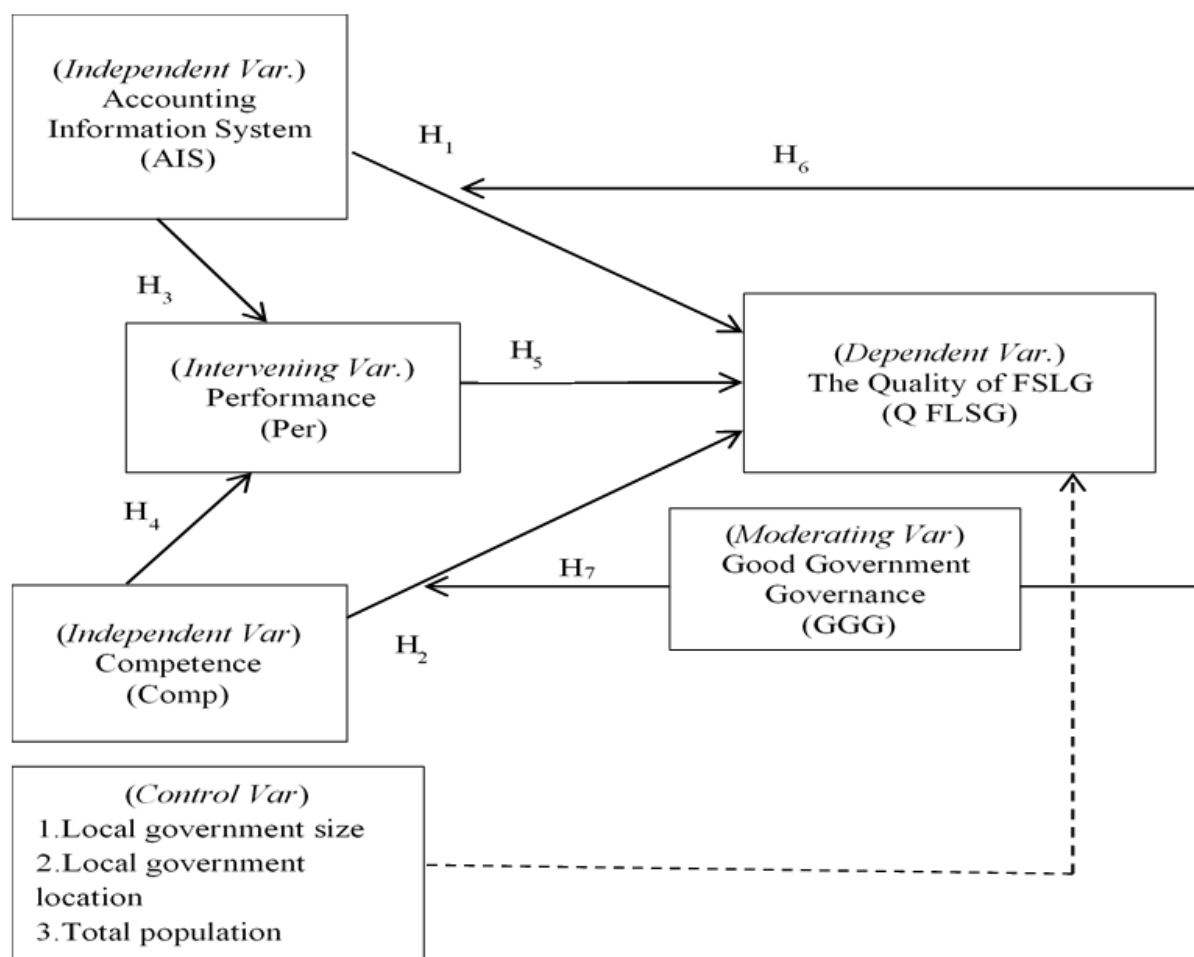 (Independent Var.)
Accounting
Information System
(AIS)
H1
H6
H3
(Intervening Var.)
Performance
(Per)
H5
(Dependent Var.)
The Quality of FSLG
(Q FLSG)
H4
(Moderating Var)
Good Government
Governance
(GGG)
H7
H2
(Independent Var)
Competence
(Comp)
(Control Var)
1.Local government size
2.Local government
location
3.Total population